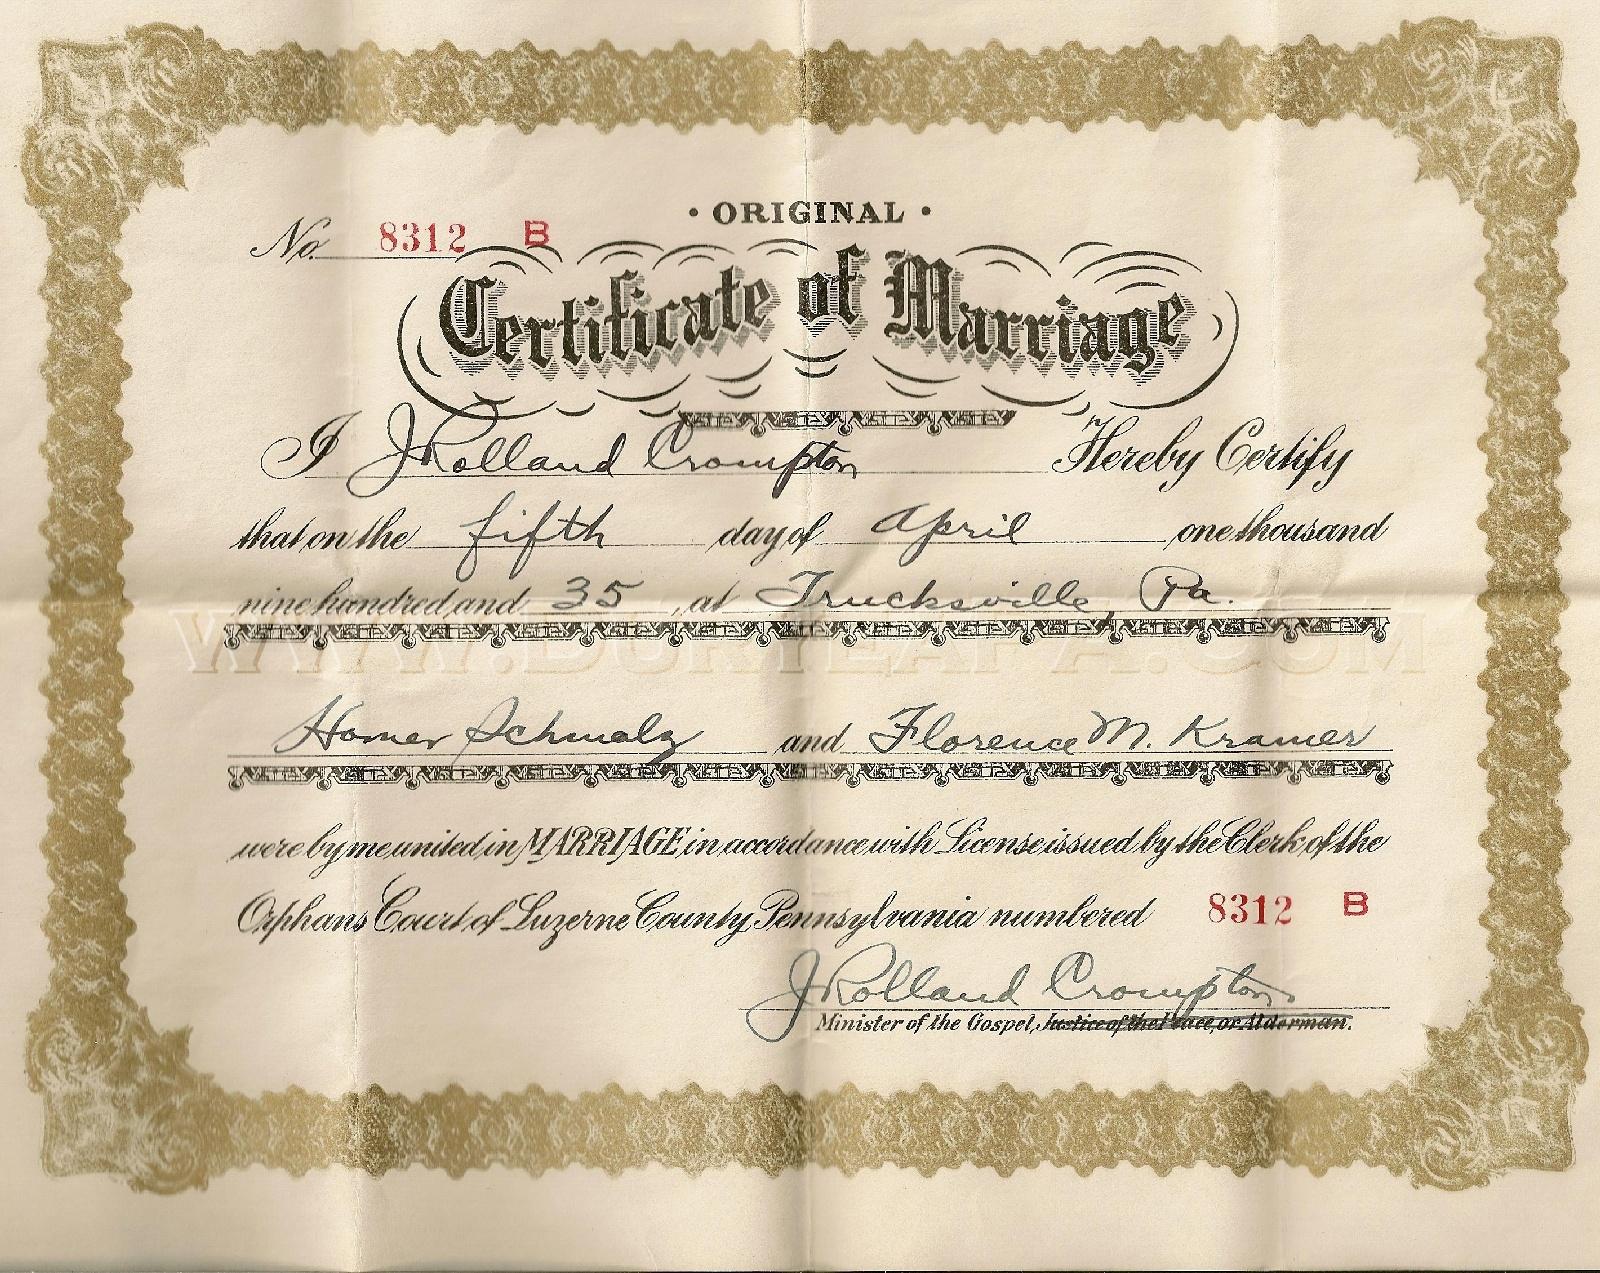 · ORIGINAL ·
No. 8312 B
Certificate of Marriage
I J Rolland Crompton Hereby Certify
that on the fifth day of April one thousand
nine hundred and 35, at Trucksville, Pa.
WWW.DURYEAPA.COM
Homer Schmalz and Florence M. Kramer
were by me united in MARRIAGE, in accordance with License issued by the Clerk of the
Orphans Court of Luzerne County, Pennsylvania numbered 8312 B
J Rolland Crompton
Minister of the Gospel, Justice of the Peace, or Alderman.